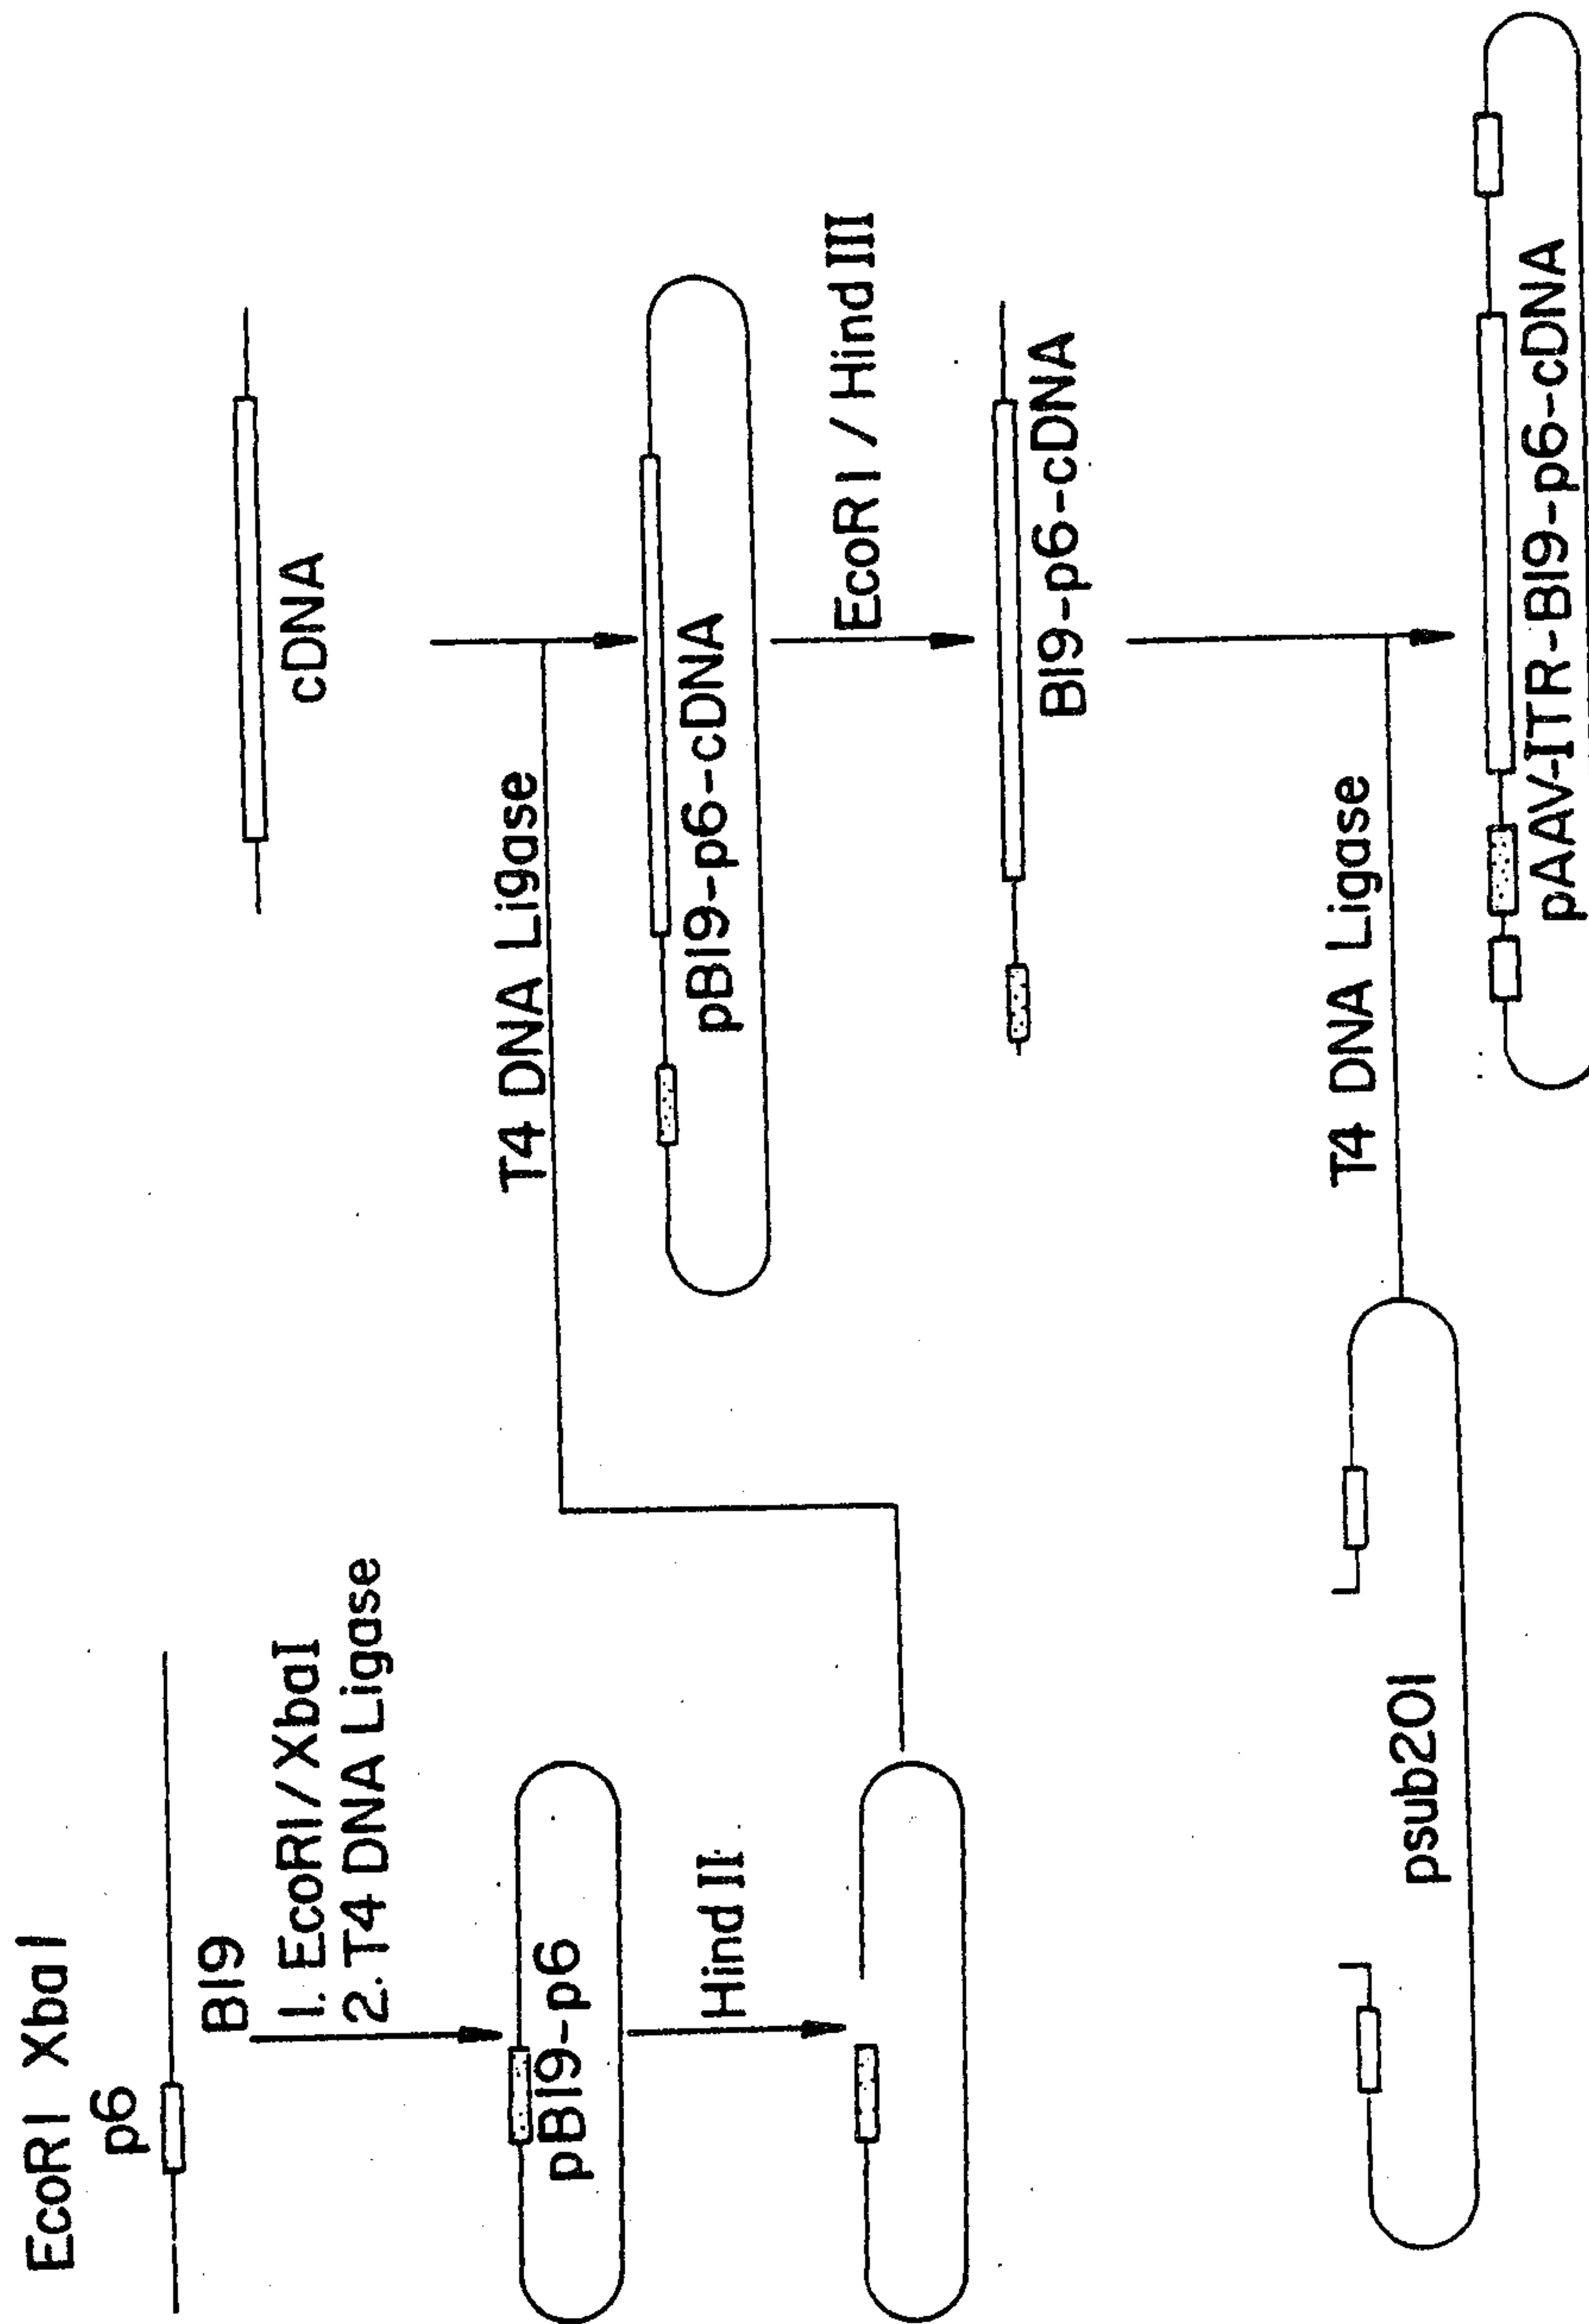 EcoRI XbaI
p6
B19
1. EcoRI/XbaI
2. T4 DNA Ligase
pB19-p6
Hind II
cDNA
T4 DNA Ligase
pB19-p6-cDNA
EcoRI / Hind III
B19-p6-cDNA
psub201
T4 DNA Ligase
pAAV-ITR-B19-p6-cDNA